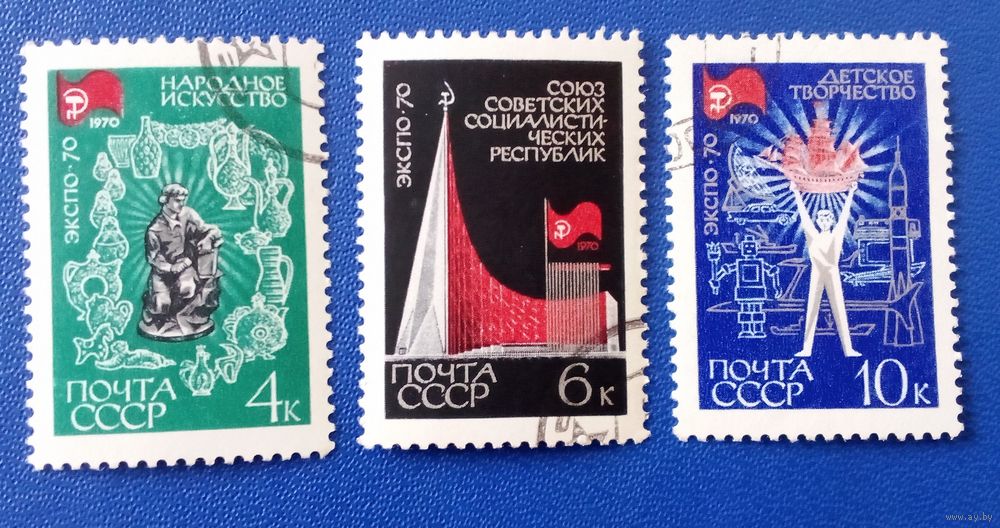 НАРОДНОЕ
ИСКУССТВО
1970
ЭКСПО·70
ПОЧТА
СССР
4к
СОЮЗ
СОВЕТСКИХ
СОЦИАЛИСТИ-
ЧЕСКИХ
РЕСПУБЛИК
ЭКСПО·70
1970
ПОЧТА
СССР
6к
ДЕТСКОЕ
ТВОРЧЕСТВО
1970
ЭКСПО·70
ПОЧТА
СССР
10к
www.ay.by